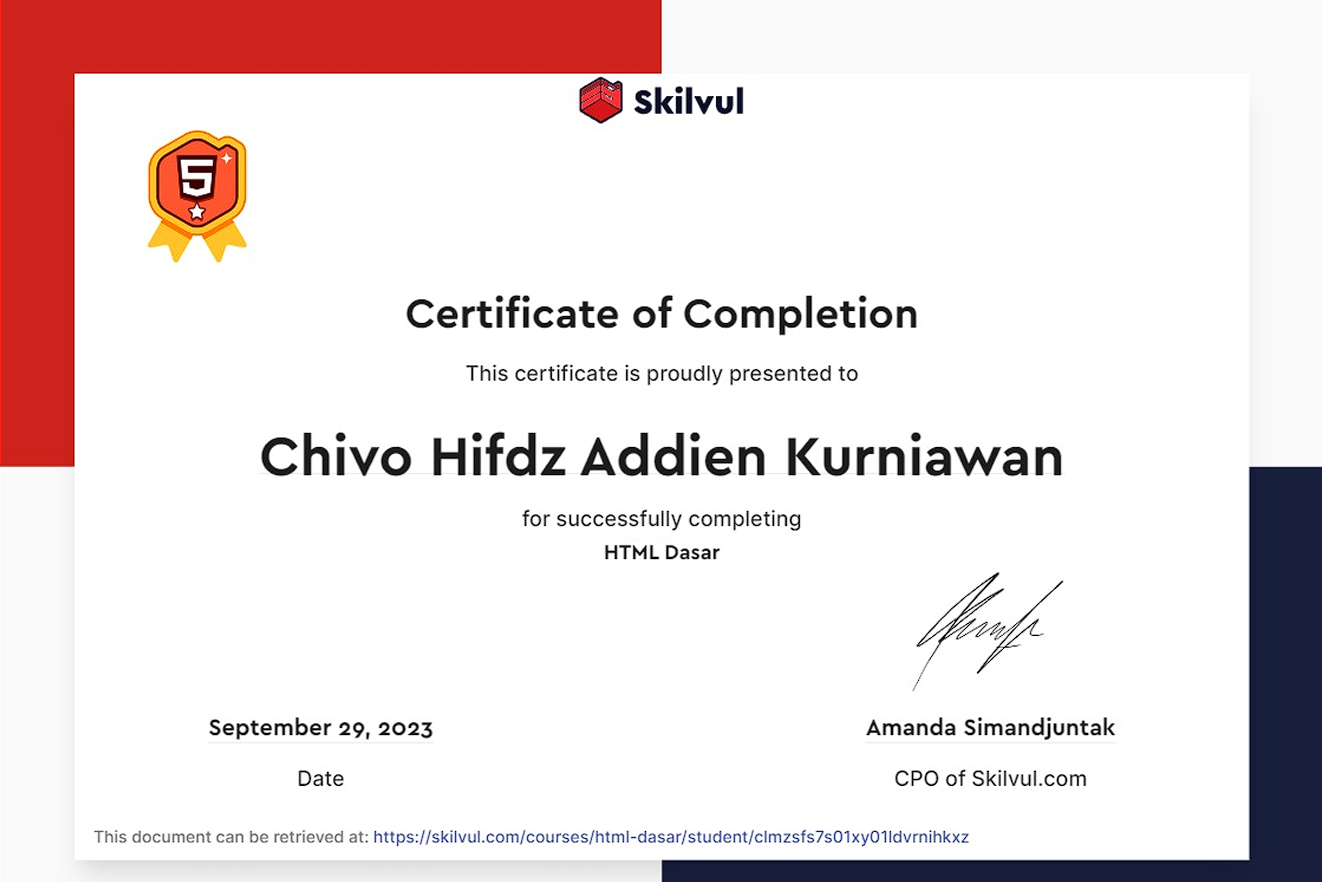 Skilvul
5
Certificate of Completion
This certificate is proudly presented to
Chivo Hifdz Addien Kurniawan
for successfully completing
HTML Dasar
September 29, 2023
Amanda Simandjuntak
Date
CPO of Skilvul.com
This document can be retrieved at: https://skilvul.com/courses/html-dasar/student/clmzsfs7s01xy01ldvrnihkxz